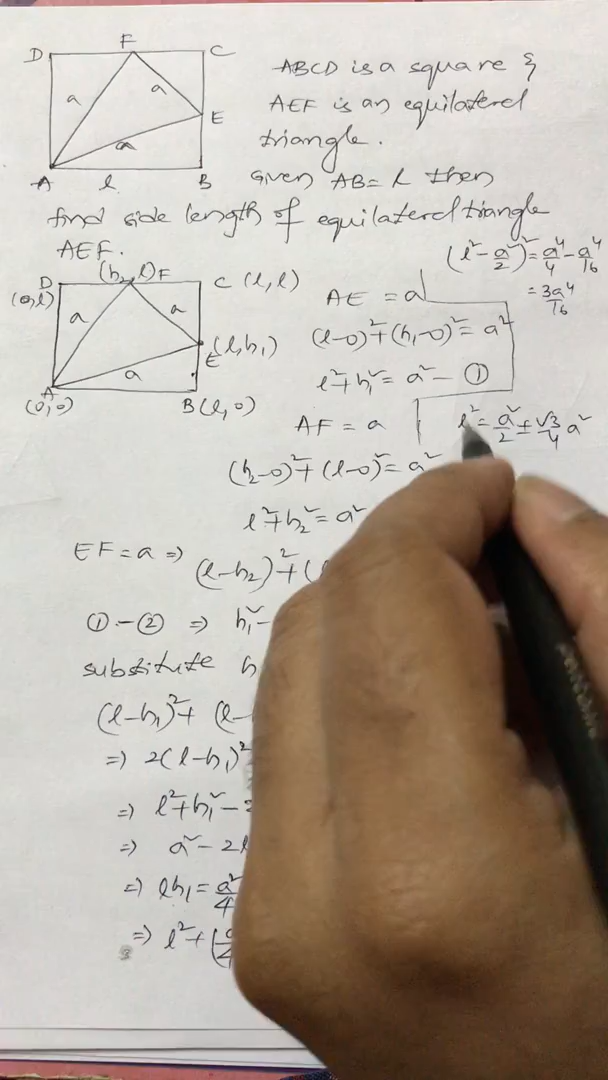 D F C
a a
a E
A l B
ABCD is a square &
AEF is an equilateral
triangle.
Given AB = l then
find side length of equilateral triangle
AEF.
(l² - a²/2)² = a⁴/4 - a⁴/16
= 3a⁴/16
D (h₂, l) F C (l, l)
(0, l)
a a
E (l, h₁)
a
A
(0, 0) B (l, 0)
AE = a
(l-0)² + (h₁-0)² = a²
l² + h₁² = a² - ①
AF = a
l² = a²/2 ± √3/4 a²
(h₂-0)² + (l-0)² = a²
l² + h₂² = a²
EF = a ⇒ (l-h₂)² + (
① - ② ⇒ h₁² -
substitute h
(l-h₁)² + (l-
⇒ 2(l-h₁)²
⇒ l² + h₁² -
⇒ a² - 2l
⇒ lh₁ = a²/4
⇒ l² + (